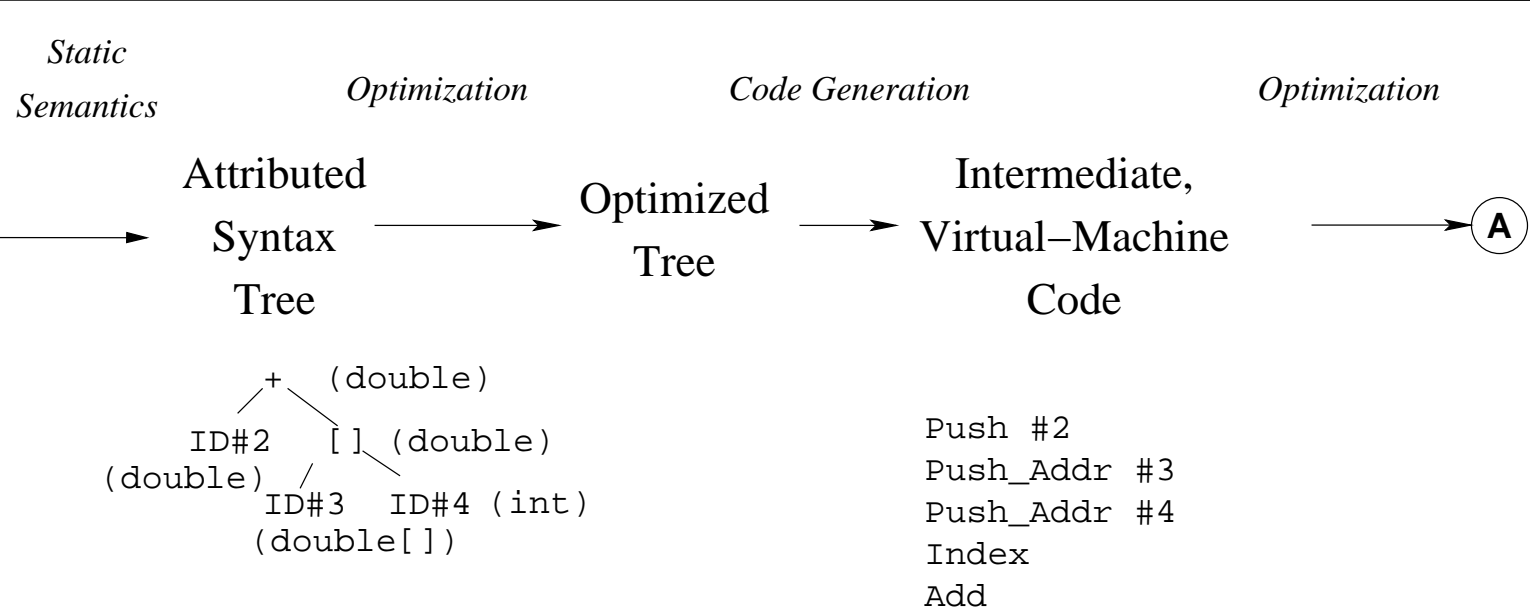 Static
Semantics
Optimization
Code Generation
Optimization
Attributed
Syntax
Tree
Optimized
Tree
Intermediate,
Virtual−Machine
Code
A
+ (double)
ID#2 [] (double)
(double)
ID#3 ID#4 (int)
(double[])
Push #2
Push_Addr #3
Push_Addr #4
Index
Add